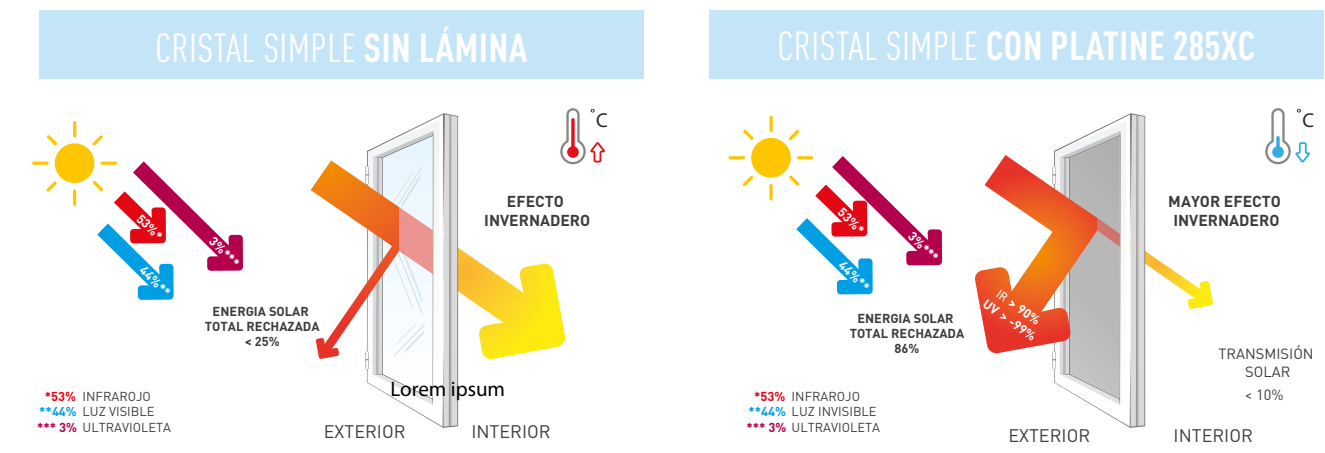 CRISTAL SIMPLE SIN LÁMINA
°C
53%*
3%***
44%**
EFECTO
INVERNADERO
ENERGIA SOLAR
TOTAL RECHAZADA
< 25%
Lorem ipsum
*53% INFRAROJO
**44% LUZ VISIBLE
*** 3% ULTRAVIOLETA
EXTERIOR
INTERIOR
CRISTAL SIMPLE CON PLATINE 285XC
°C
53%*
3%***
44%**
MAYOR EFECTO
INVERNADERO
IR > 90%
UV > -99%
ENERGIA SOLAR
TOTAL RECHAZADA
86%
TRANSMISIÓN
SOLAR
< 10%
*53% INFRAROJO
**44% LUZ INVISIBLE
*** 3% ULTRAVIOLETA
EXTERIOR
INTERIOR